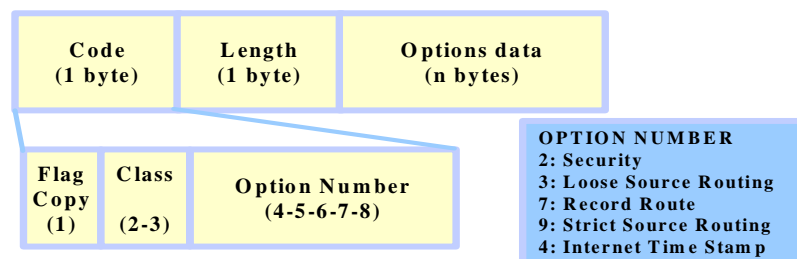 Code
(1 byte)
Length
(1 byte)
Options data
(n bytes)
Flag
Copy
(1)
Class
(2-3)
Option Number
(4-5-6-7-8)
OPTION NUMBER
2: Security
3: Loose Source Routing
7: Record Route
9: Strict Source Routing
4: Internet Time Stamp